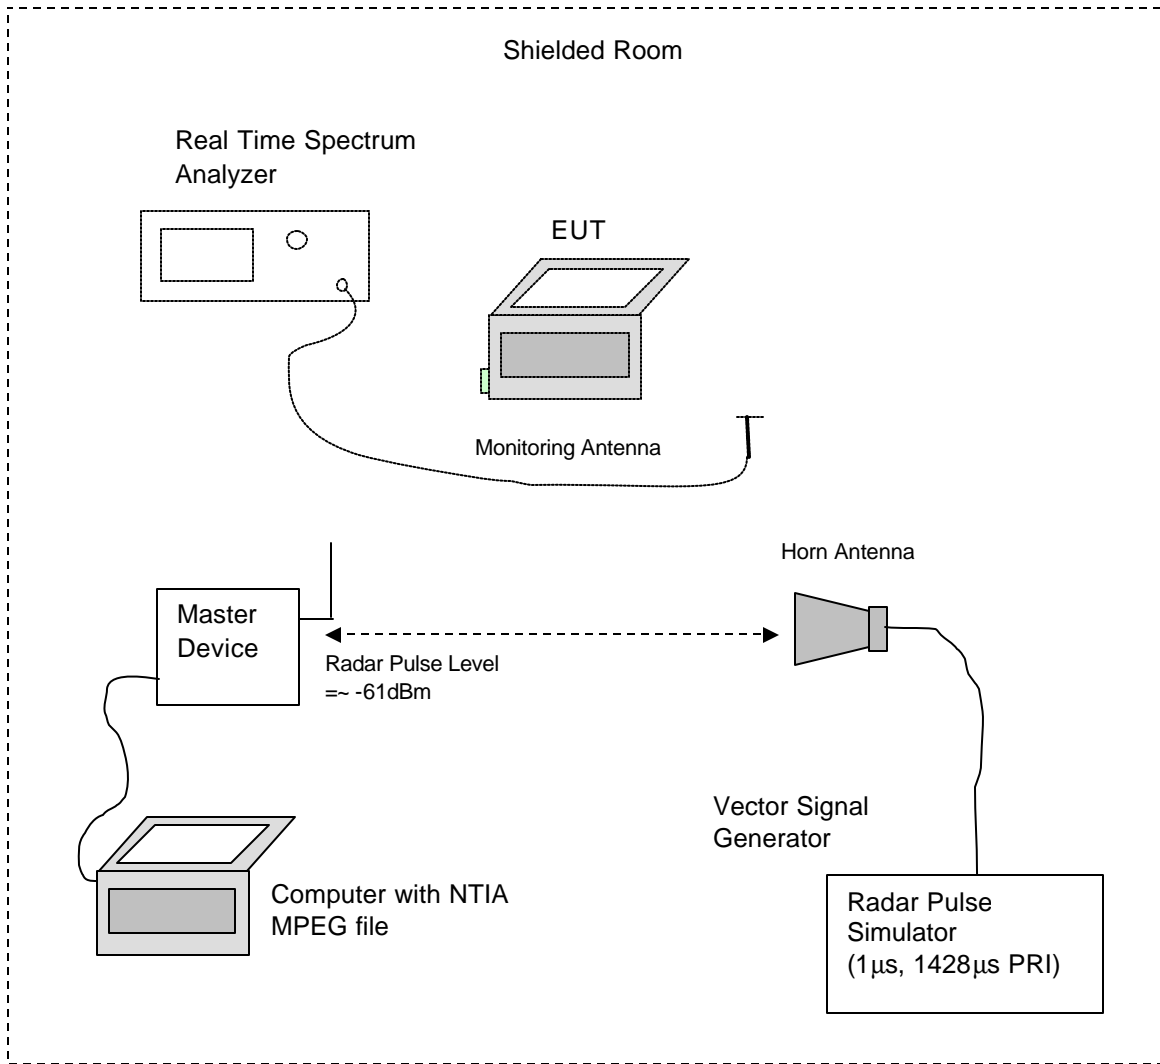 Shielded Room
Real Time Spectrum
Analyzer
EUT
Monitoring Antenna
Horn Antenna
Master
Device
Radar Pulse Level
=~ -61dBm
Vector Signal
Generator
Computer with NTIA
MPEG file
Radar Pulse
Simulator
(1μs, 1428μs PRI)